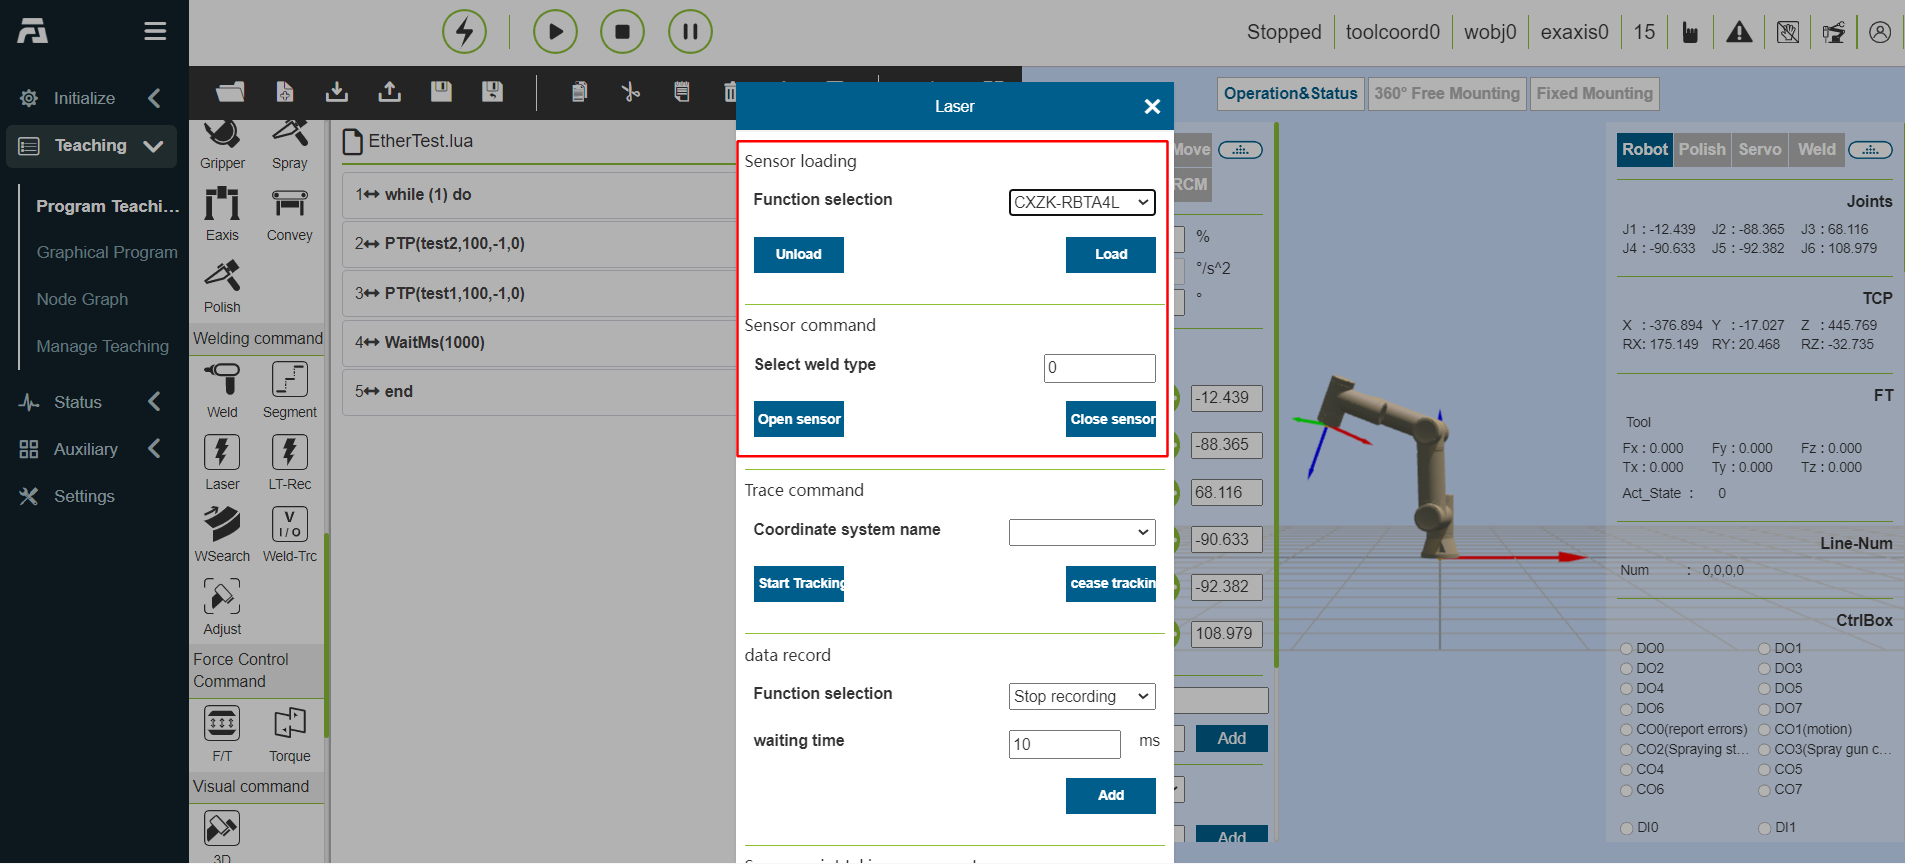 Stopped
toolcoord0
wobj0
exaxis0
15
Initialize
Teaching
Program Teachi...
Graphical Program
Node Graph
Manage Teaching
Status
Auxiliary
Settings
Gripper
Spray
Eaxis
Convey
Polish
Welding command
Weld
Segment
Laser
LT-Rec
V
I / O
WSearch
Weld-Trc
Adjust
Force Control
Command
F/T
Torque
Visual command
3D
EtherTest.lua
1 while (1) do
2 PTP(test2,100,-1,0)
3 PTP(test1,100,-1,0)
4 WaitMs(1000)
5 end
Laser
Sensor loading
Function selection
CXZK-RBTA4L
Unload
Load
Sensor command
Select weld type
0
Open sensor
Close sensor
Trace command
Coordinate system name
Start Tracking
cease trackin
data record
Function selection
Stop recording
waiting time
10
ms
Add
Move
RCM
%
°/s^2
°
-12.439
-88.365
68.116
-90.633
-92.382
108.979
Add
Add
Operation&Status
360° Free Mounting
Fixed Mounting
Robot
Polish
Servo
Weld
Joints
J1 : -12.439 J2 : -88.365 J3 : 68.116
J4 : -90.633 J5 : -92.382 J6 : 108.979
TCP
X : -376.894 Y : -17.027 Z : 445.769
RX: 175.149 RY: 20.468 RZ: -32.735
FT
Tool
Fx : 0.000 Fy : 0.000 Fz : 0.000
Tx : 0.000 Ty : 0.000 Tz : 0.000
Act_State : 0
Line-Num
Num : 0,0,0,0
CtrlBox
DO0 DO1
DO2 DO3
DO4 DO5
DO6 DO7
CO0(report errors) CO1(motion)
CO2(Spraying st... CO3(Spray gun c...
CO4 CO5
CO6 CO7
DI0 DI1